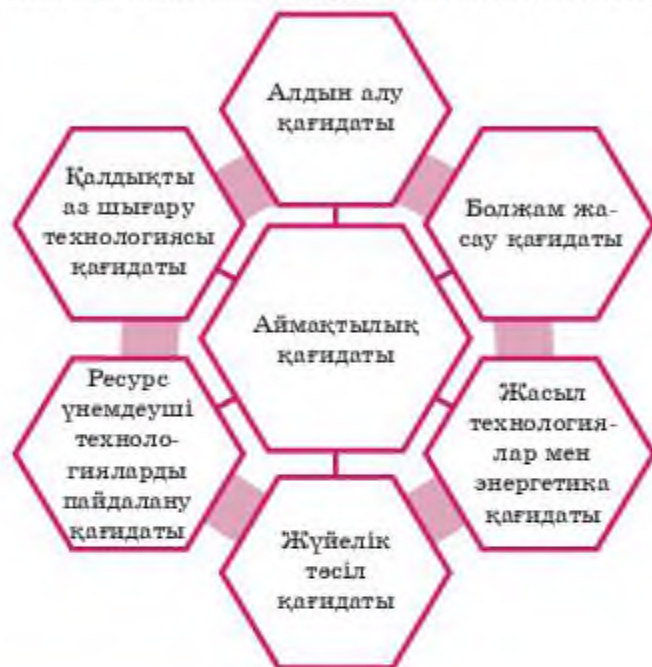 Алдын алу
қағидаты
Қалдықты
аз шығару
технологиясы
қағидаты
Болжам жа-
сау қағидаты
Аймақтылық
қағидаты
Ресурс
үнемдеуші
техноло-
гияларды
пайдалану
қағидаты
Жасыл
технология-
лар мен
энергетика
қағидаты
Жүйелік
тәсіл
қағидаты